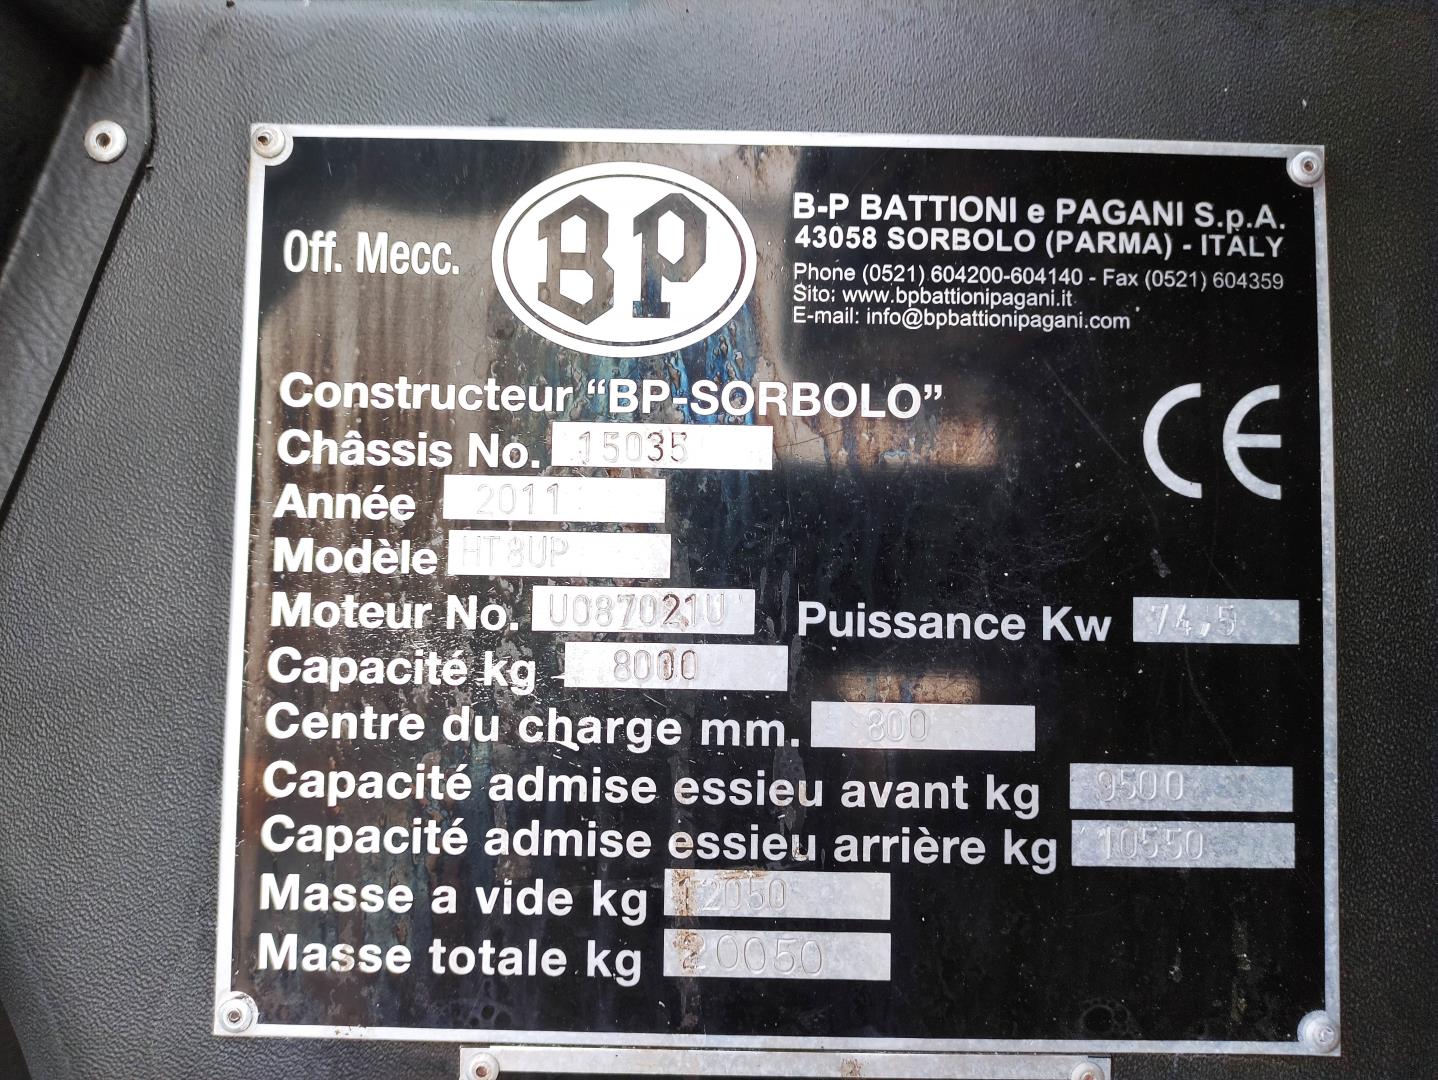 Off. Mecc.
BP
B-P BATTIONI e PAGANI S.p.A.
43058 SORBOLO (PARMA) - ITALY
Phone (0521) 604200-604140 - Fax (0521) 604359
Sito: www.bpbattionipagani.it
E-mail: info@bpbattionipagani.com
Constructeur "BP-SORBOLO"
CE
Châssis No. 15035
Année 2011
Modèle HT8UP
Moteur No. U087021U Puissance Kw 74,5
Capacité kg 8000
Centre du charge mm. 800
Capacité admise essieu avant kg 9500
Capacité admise essieu arrière kg 10550
Masse a vide kg 12050
Masse totale kg 20050